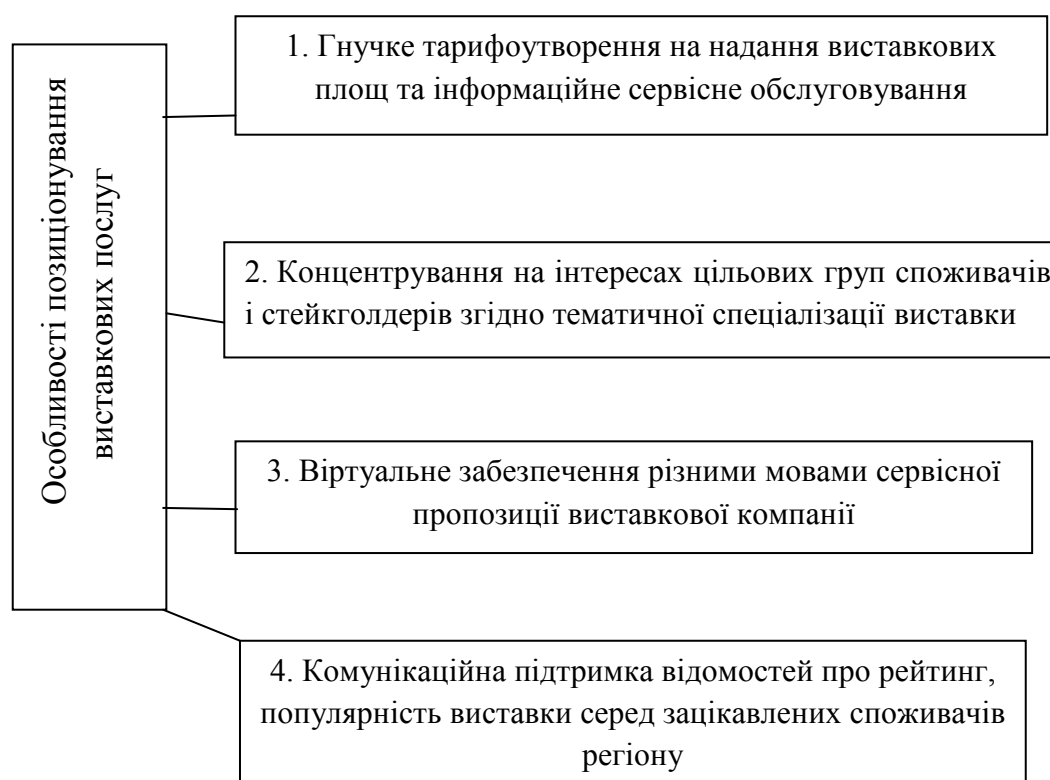 Особливості позиціонування
виставкових послуг
1. Гнучке тарифоутворення на надання виставкових
площ та інформаційне сервісне обслуговування
2. Концентрування на інтересах цільових груп споживачів
і стейкголдерів згідно тематичної спеціалізації виставки
3. Віртуальне забезпечення різними мовами сервісної
пропозиції виставкової компанії
4. Комунікаційна підтримка відомостей про рейтинг,
популярність виставки серед зацікавлених споживачів
регіону